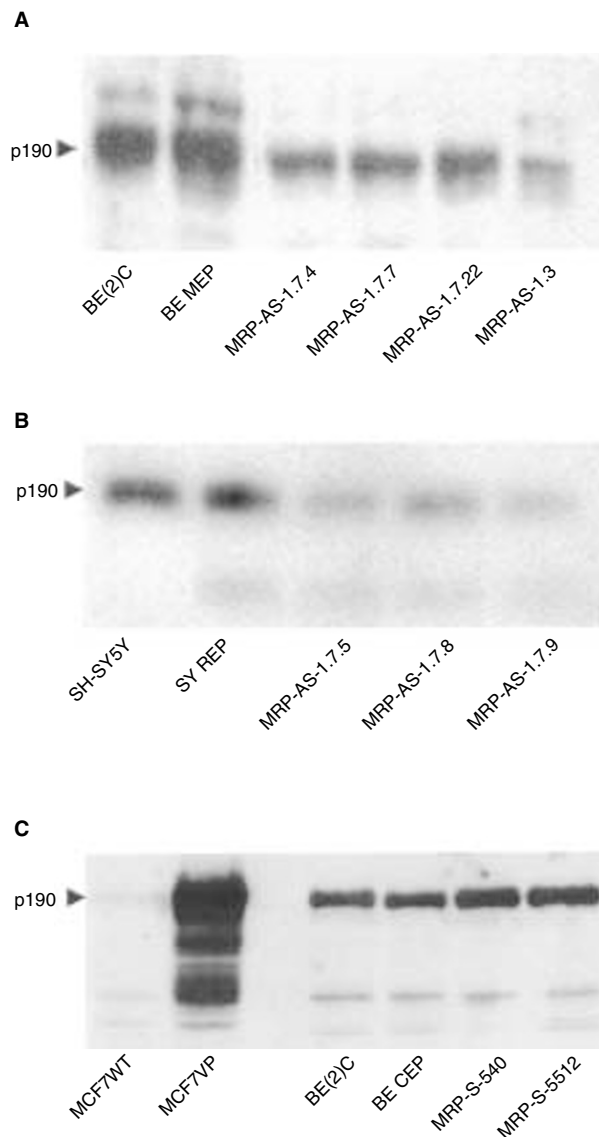 A
p190
BE(2)C
BE MEP
MRP-AS-1.7.4
MRP-AS-1.7.7
MRP-AS-1.7.22
MRP-AS-1.3
B
p190
SH-SY5Y
SY REP
MRP-AS-1.7.5
MRP-AS-1.7.8
MRP-AS-1.7.9
C
p190
MCF7WT
MCF7VP
BE(2)C
BE CEP
MRP-S-540
MRP-S-5512